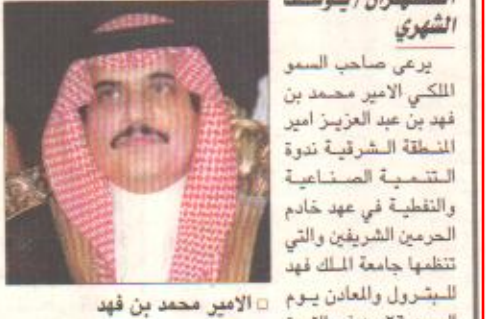 الشهري
يرعى صاحب السمو
الملكي الامير محمد بن
فهد بن عبد العزيز امير
المنطقة الشرقية ندوة
التنمية الصناعية
والنفطية في عهد خادم
الحرمين الشريفين والتي
تنظمها جامعة الملك فهد
للبترول والمعادن يوم
الامير محمد بن فهد